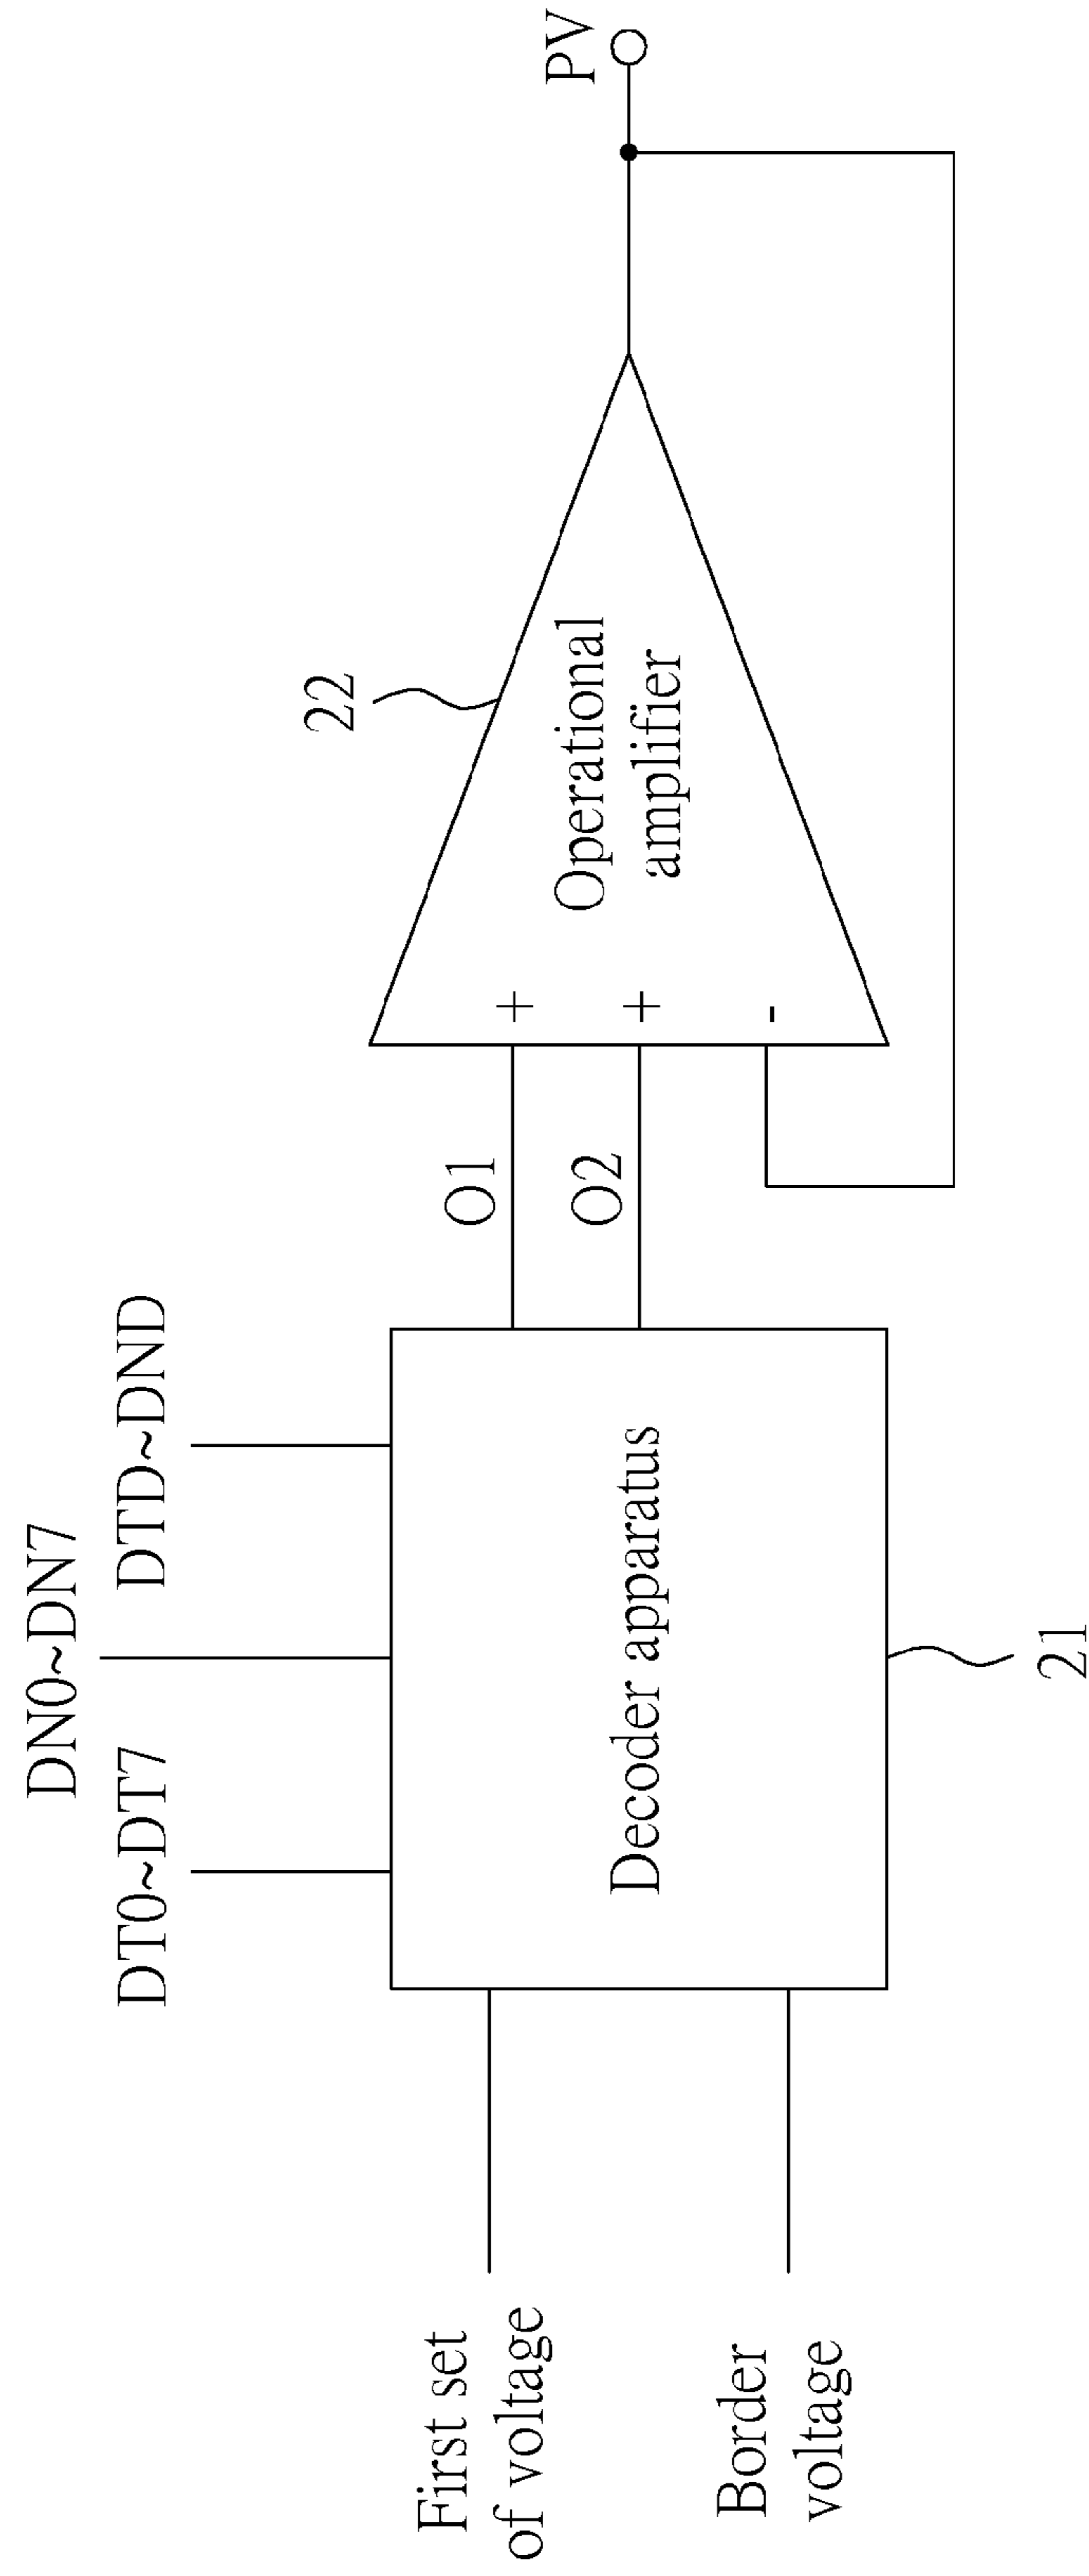 DN0~DN7
DT0~DT7
DTD~DND
22
First set
of voltage
Border
voltage
Decoder apparatus
21
O1
O2
+
+
-
Operational
amplifier
PV